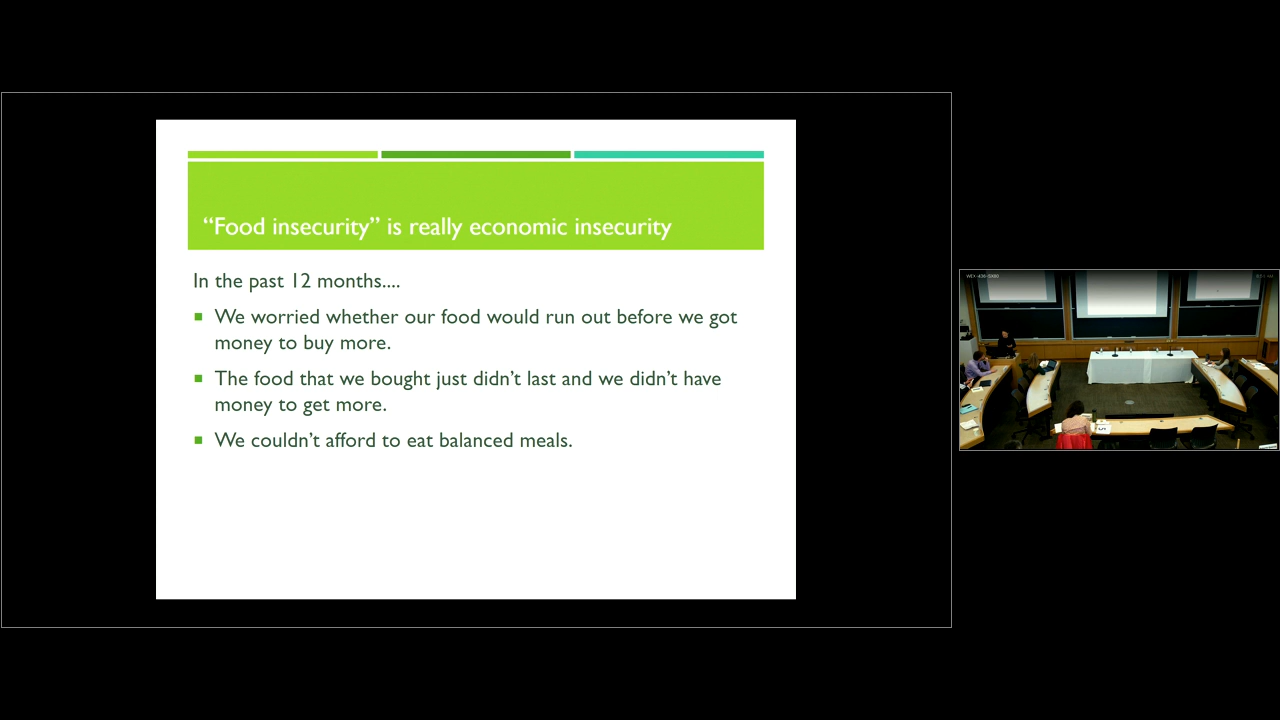 “Food insecurity” is really economic insecurity
In the past 12 months....
We worried whether our food would run out before we got
money to buy more.
The food that we bought just didn’t last and we didn’t have
money to get more.
We couldn’t afford to eat balanced meals.